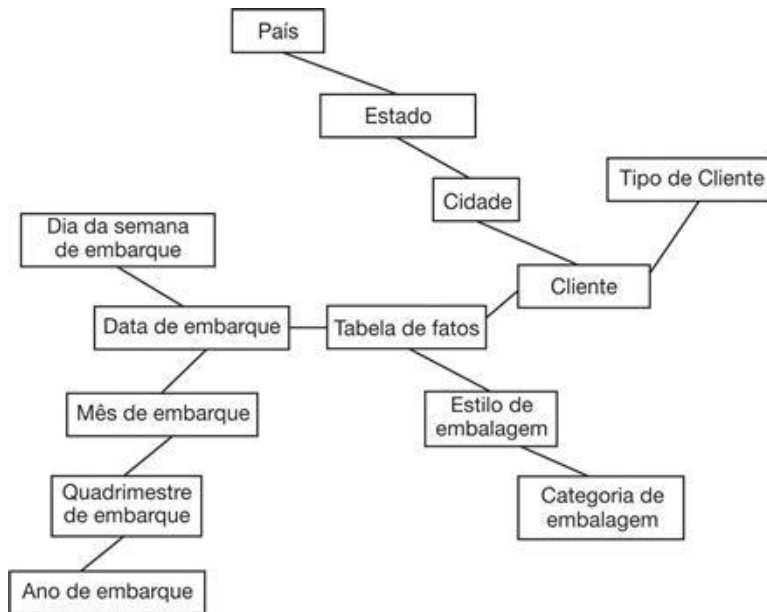 País
Estado
Cidade
Tipo de Cliente
Dia da semana
de embarque
Cliente
Data de embarque
Tabela de fatos
Mês de embarque
Estilo de
embalagem
Quadrimestre
de embarque
Categoria de
embalagem
Ano de embarque